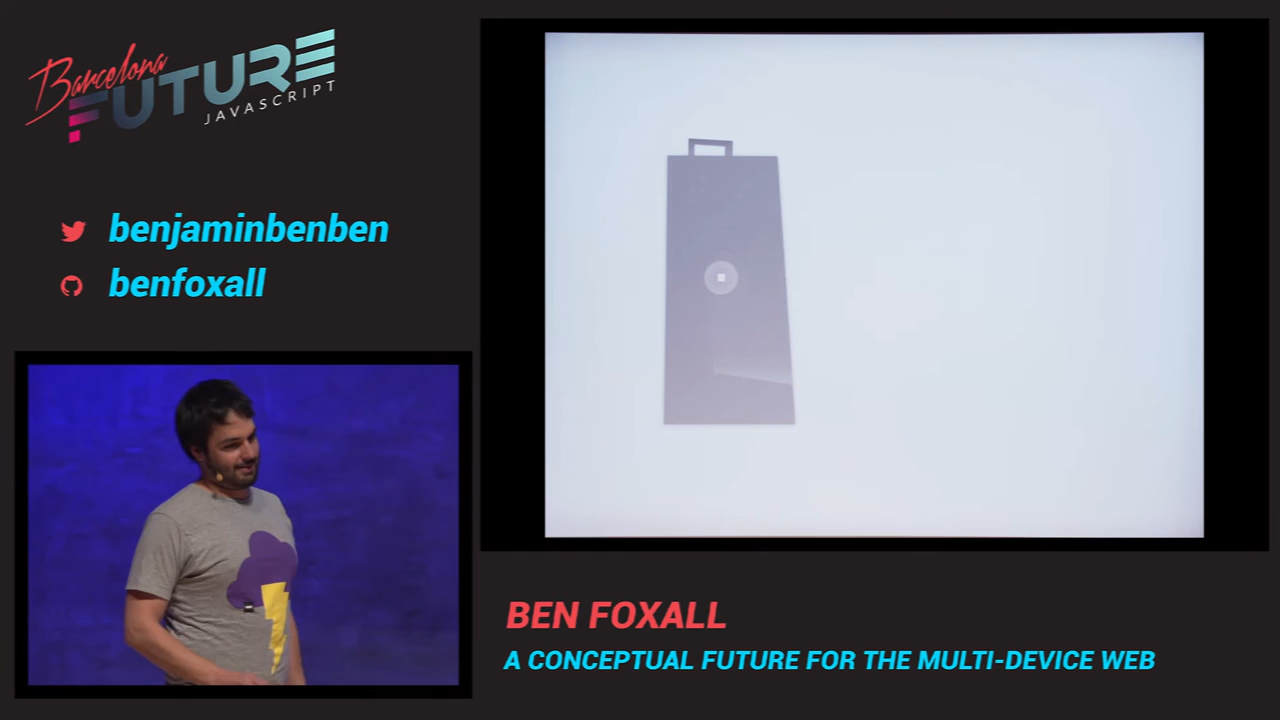 Barcelona
FUTURE
JAVASCRIPT
benjaminbenben
benfoxall
BEN FOXALL
A CONCEPTUAL FUTURE FOR THE MULTI-DEVICE WEB